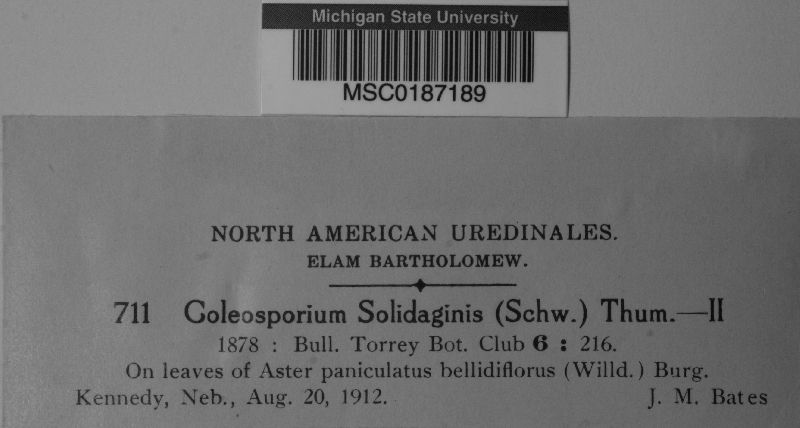 Michigan State University
MSC0187189
NORTH AMERICAN UREDINALES.
ELAM BARTHOLOMEW.
711 Coleosporium Solidaginis (Schw.) Thum.—II
1878 : Bull. Torrey Bot. Club 6 : 216.
On leaves of Aster paniculatus bellidiflorus (Willd.) Burg.
Kennedy, Neb., Aug. 20, 1912. J. M. Bates